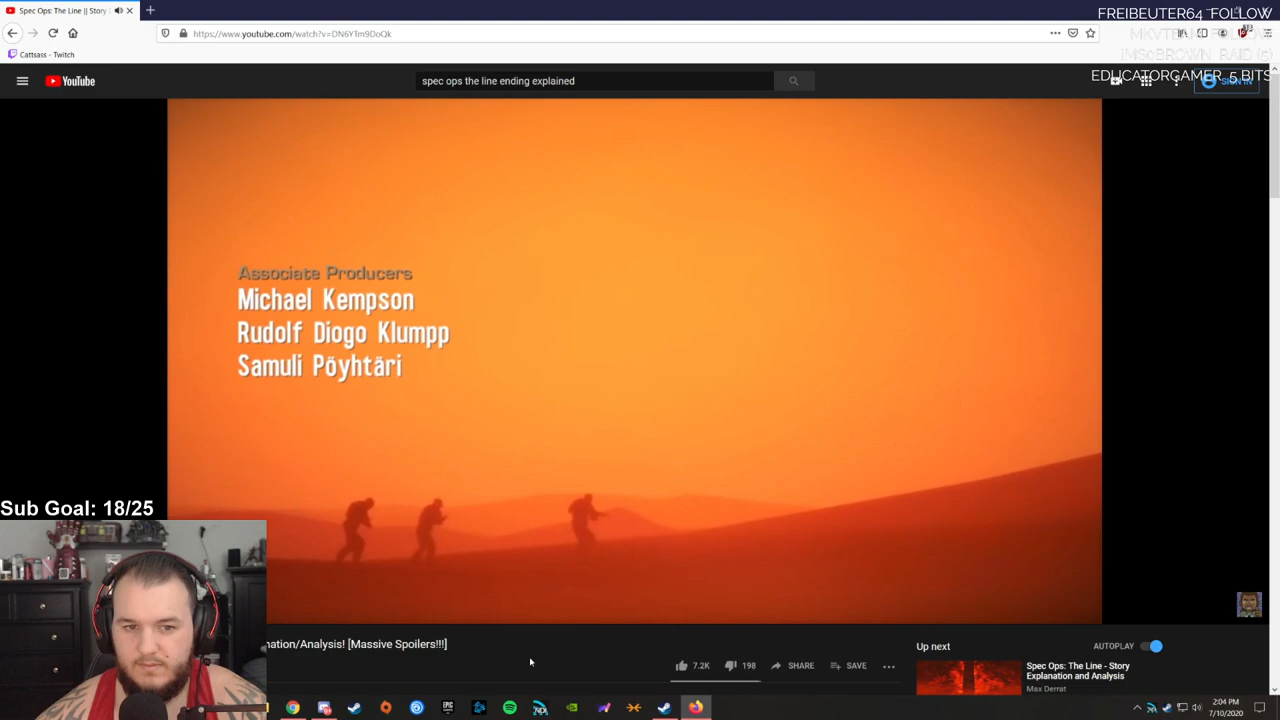 Spec Ops: The Line || Story
FREIBEUTER64 FOLLOW
https://www.youtube.com/watch?v=DN6YTm9DoQk
Cattsass - Twitch
EDUCATORGAMER 5 BITS
YouTube
spec ops the line ending explained
SIGN IN
Associate Producers
Michael Kempson
Rudolf Diogo Klumpp
Samuli Pöyhtäri
Sub Goal: 18/25
nation/Analysis! [Massive Spoilers!!!]
7.2K
198
SHARE
SAVE
Up next
AUTOPLAY
Spec Ops: The Line - Story
Explanation and Analysis
Max Derrat
2:04 PM
7/10/2020